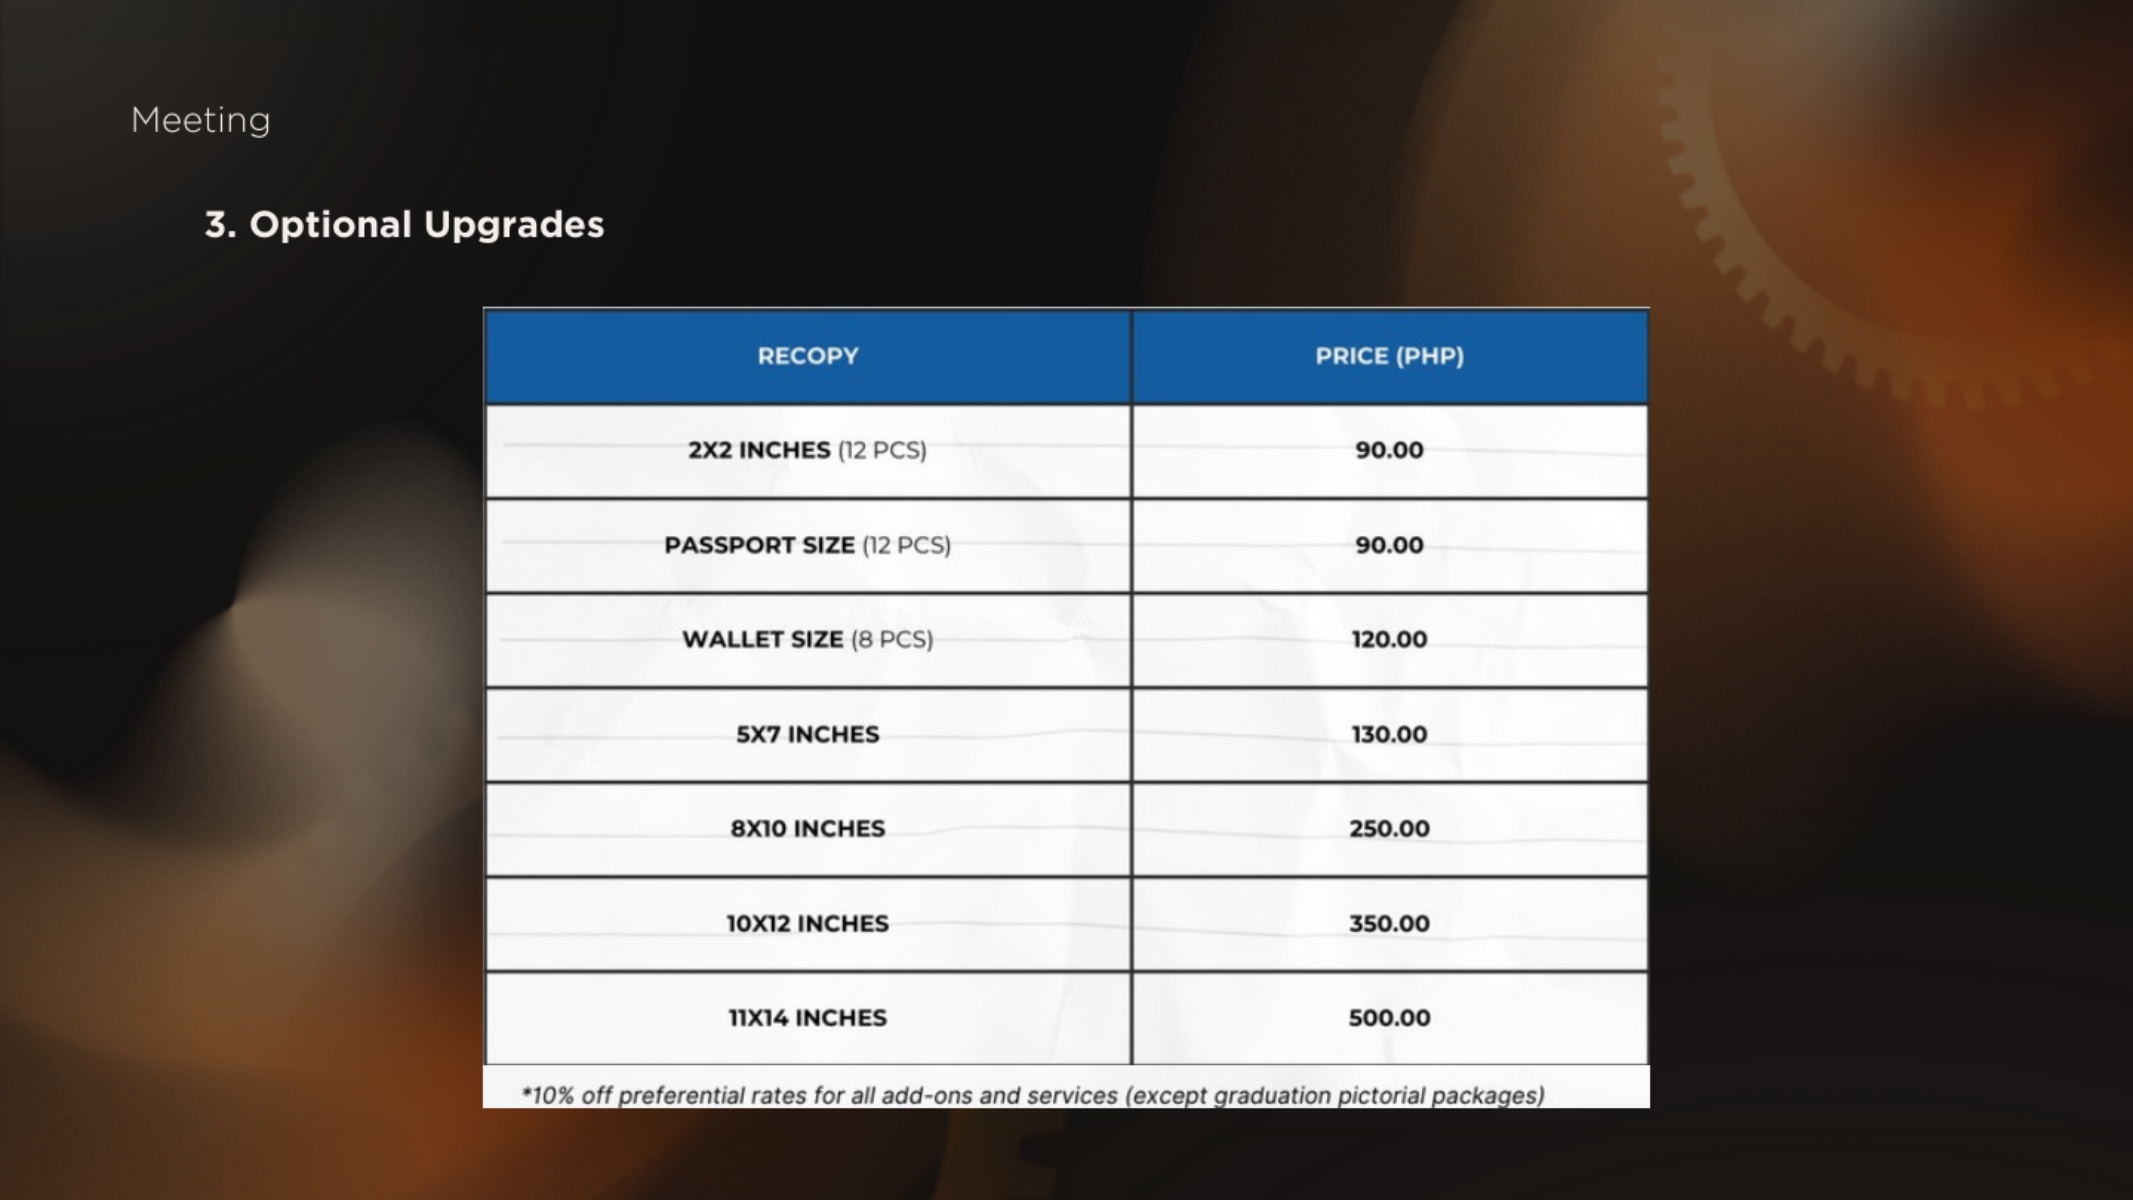 Meeting
3. Optional Upgrades
RECOPY PRICE (PHP)
2X2 INCHES (12 PCS) 90.00
PASSPORT SIZE (12 PCS) 90.00
WALLET SIZE (8 PCS) 120.00
5X7 INCHES 130.00
8X10 INCHES 250.00
10X12 INCHES 350.00
11X14 INCHES 500.00
*10% off preferential rates for all add-ons and services (except graduation pictorial packages)